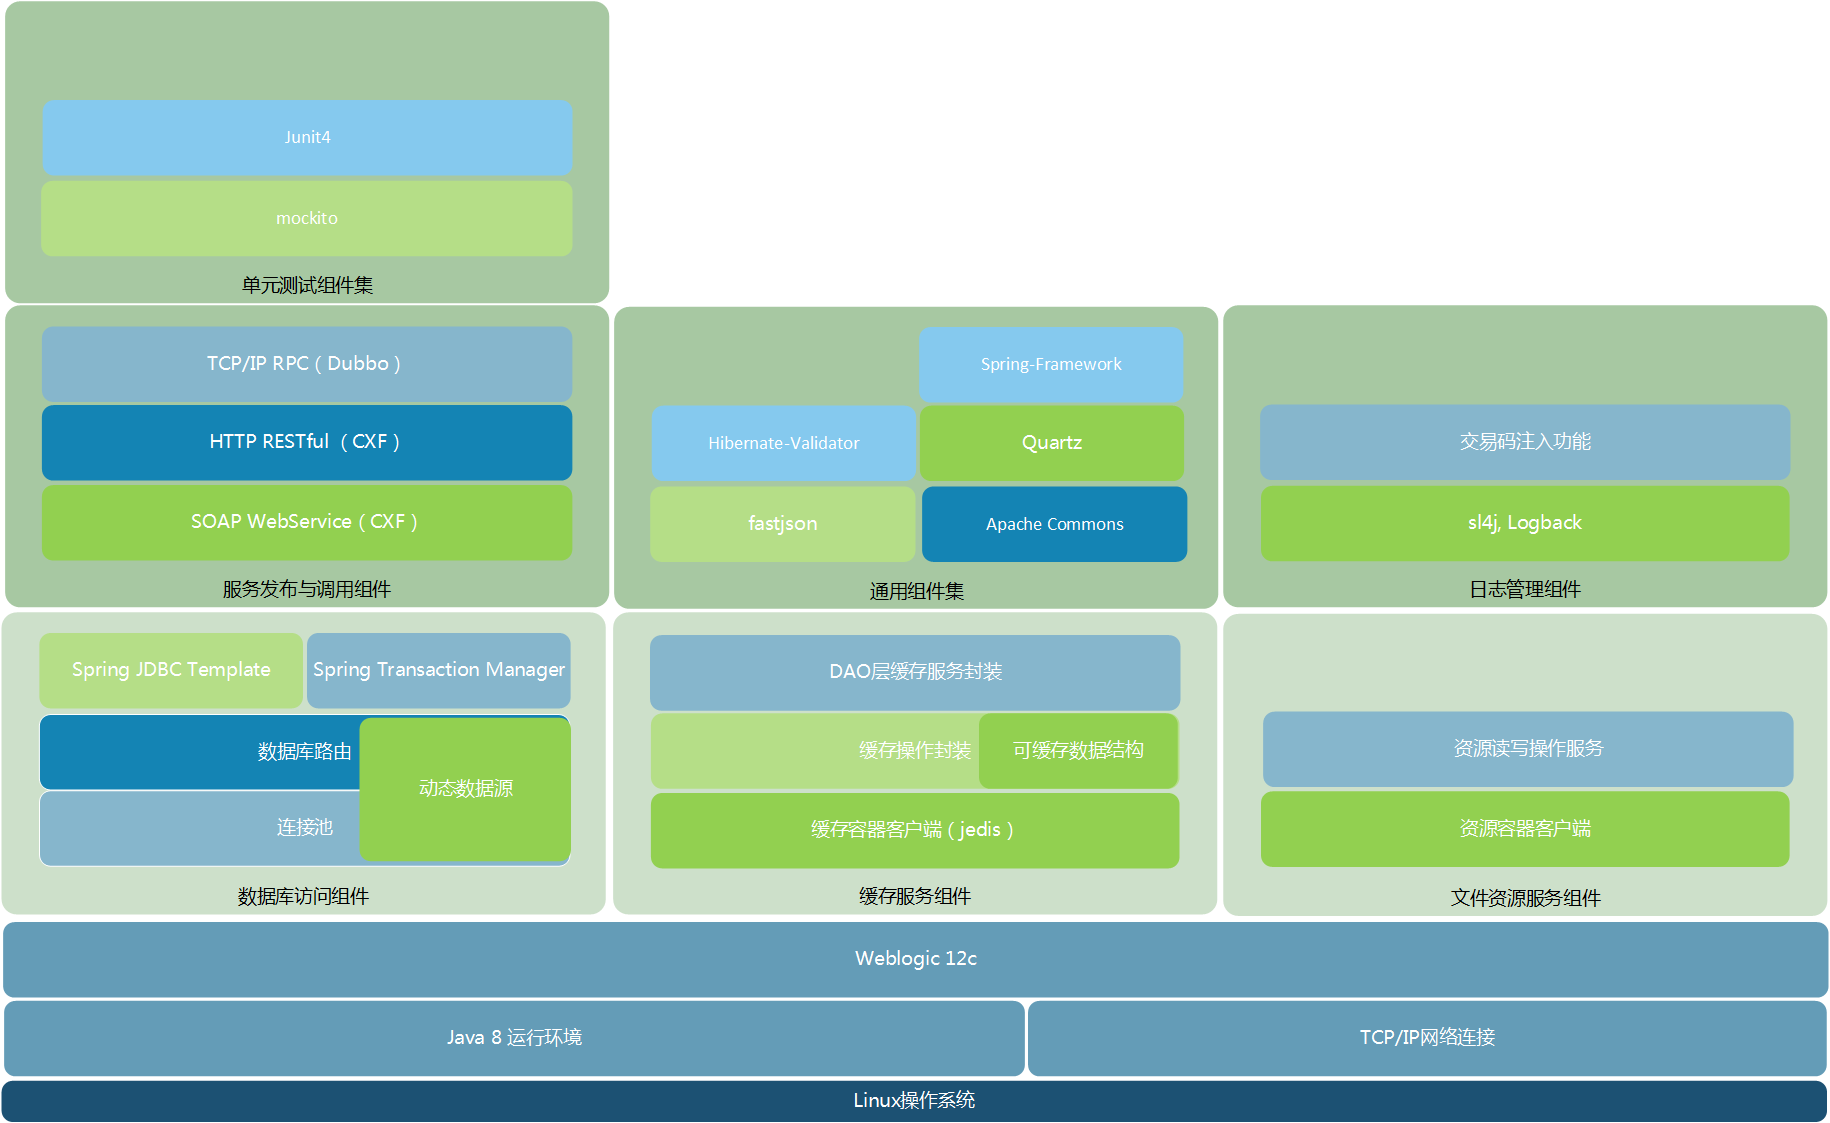 Junit4
mockito
单元测试组件集
TCP/IP RPC（Dubbo）
HTTP RESTful （CXF）
SOAP WebService（CXF）
服务发布与调用组件
Spring-Framework
Hibernate-Validator
Quartz
fastjson
Apache Commons
通用组件集
交易码注入功能
sl4j, Logback
日志管理组件
Spring JDBC Template
Spring Transaction Manager
数据库路由
动态数据源
连接池
数据库访问组件
DAO层缓存服务封装
缓存操作封装
可缓存数据结构
缓存容器客户端（jedis）
缓存服务组件
资源读写操作服务
资源容器客户端
文件资源服务组件
Weblogic 12c
Java 8 运行环境
TCP/IP网络连接
Linux操作系统